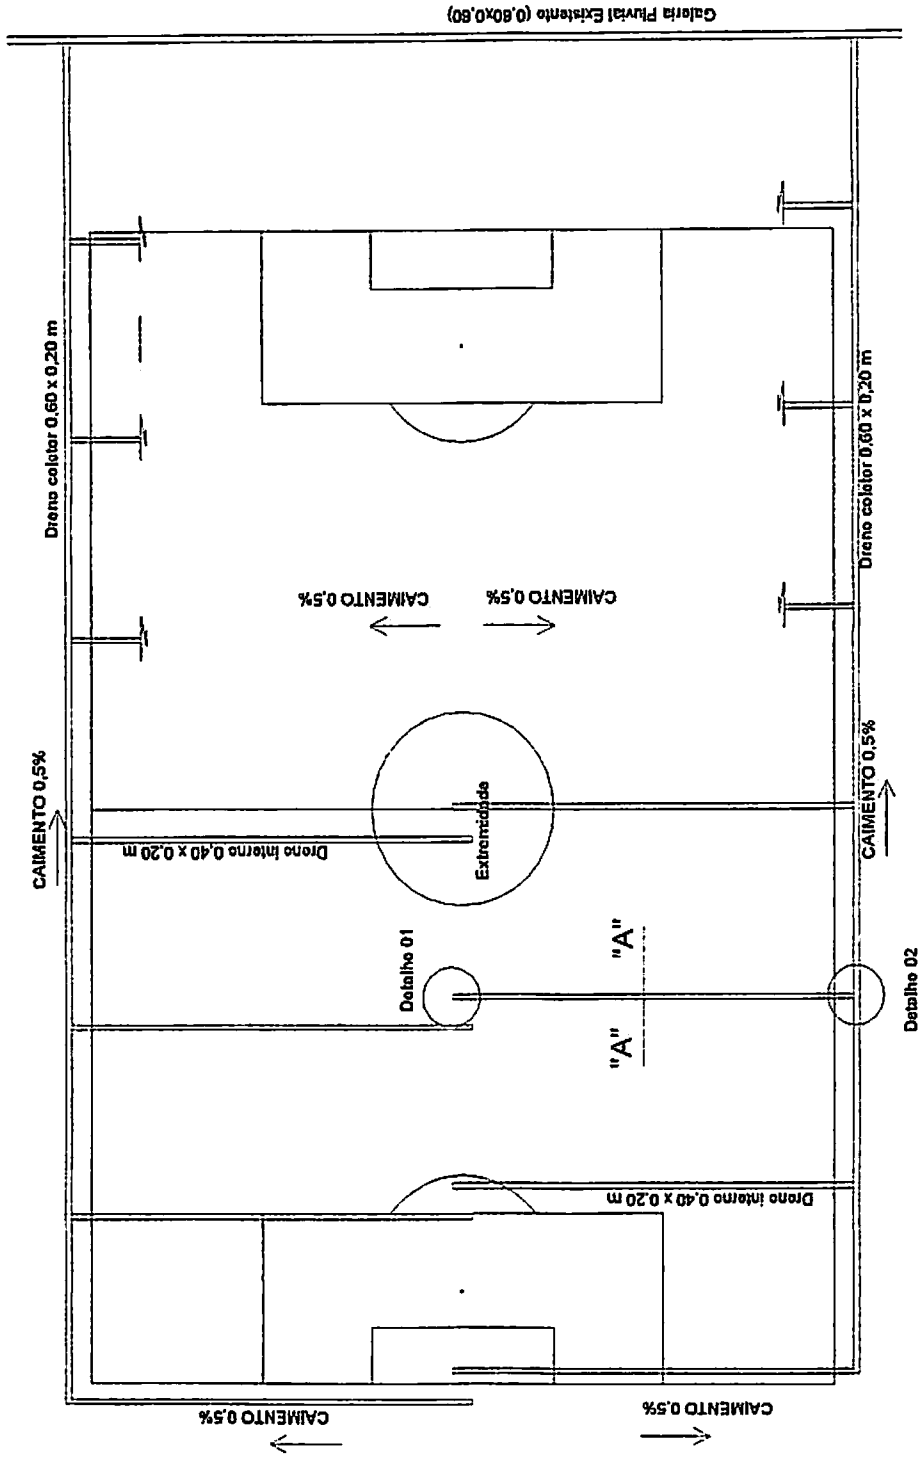 Galeria Pluvial Existente (0,60x0,60)
Dreno coletor 0,60 x 0,20 m
Dreno coletor 0,60 x 0,20 m
CAIMENTO 0,5%
CAIMENTO 0,5%
CAIMENTO 0,5%
CAIMENTO 0,5%
Extremidade
Dreno interno 0,40 x 0,20 m
Detalhe 01
"A"
"A"
Detalhe 02
Dreno interno 0,40 x 0,20 m
CAIMENTO 0,5%
CAIMENTO 0,5%